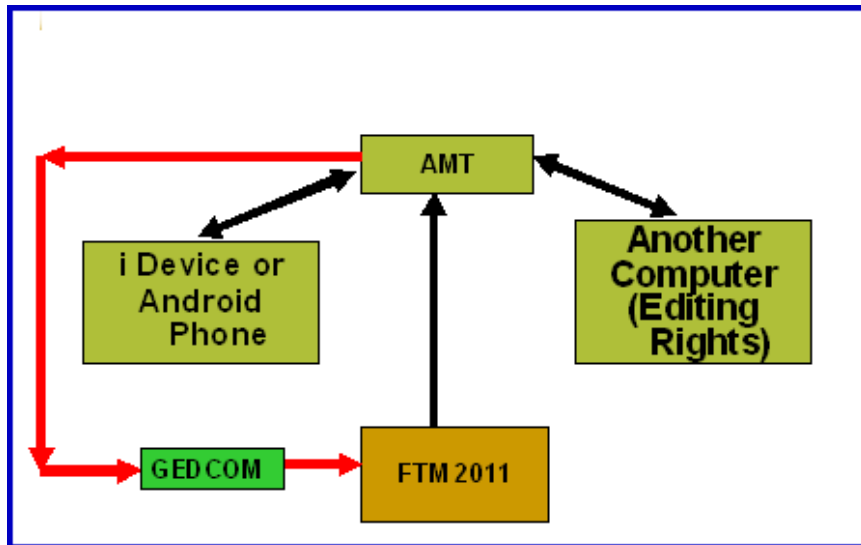 AMT
i Device or
Android
Phone
Another
Computer
(Editing
Rights)
GEDCOM
FTM 2011